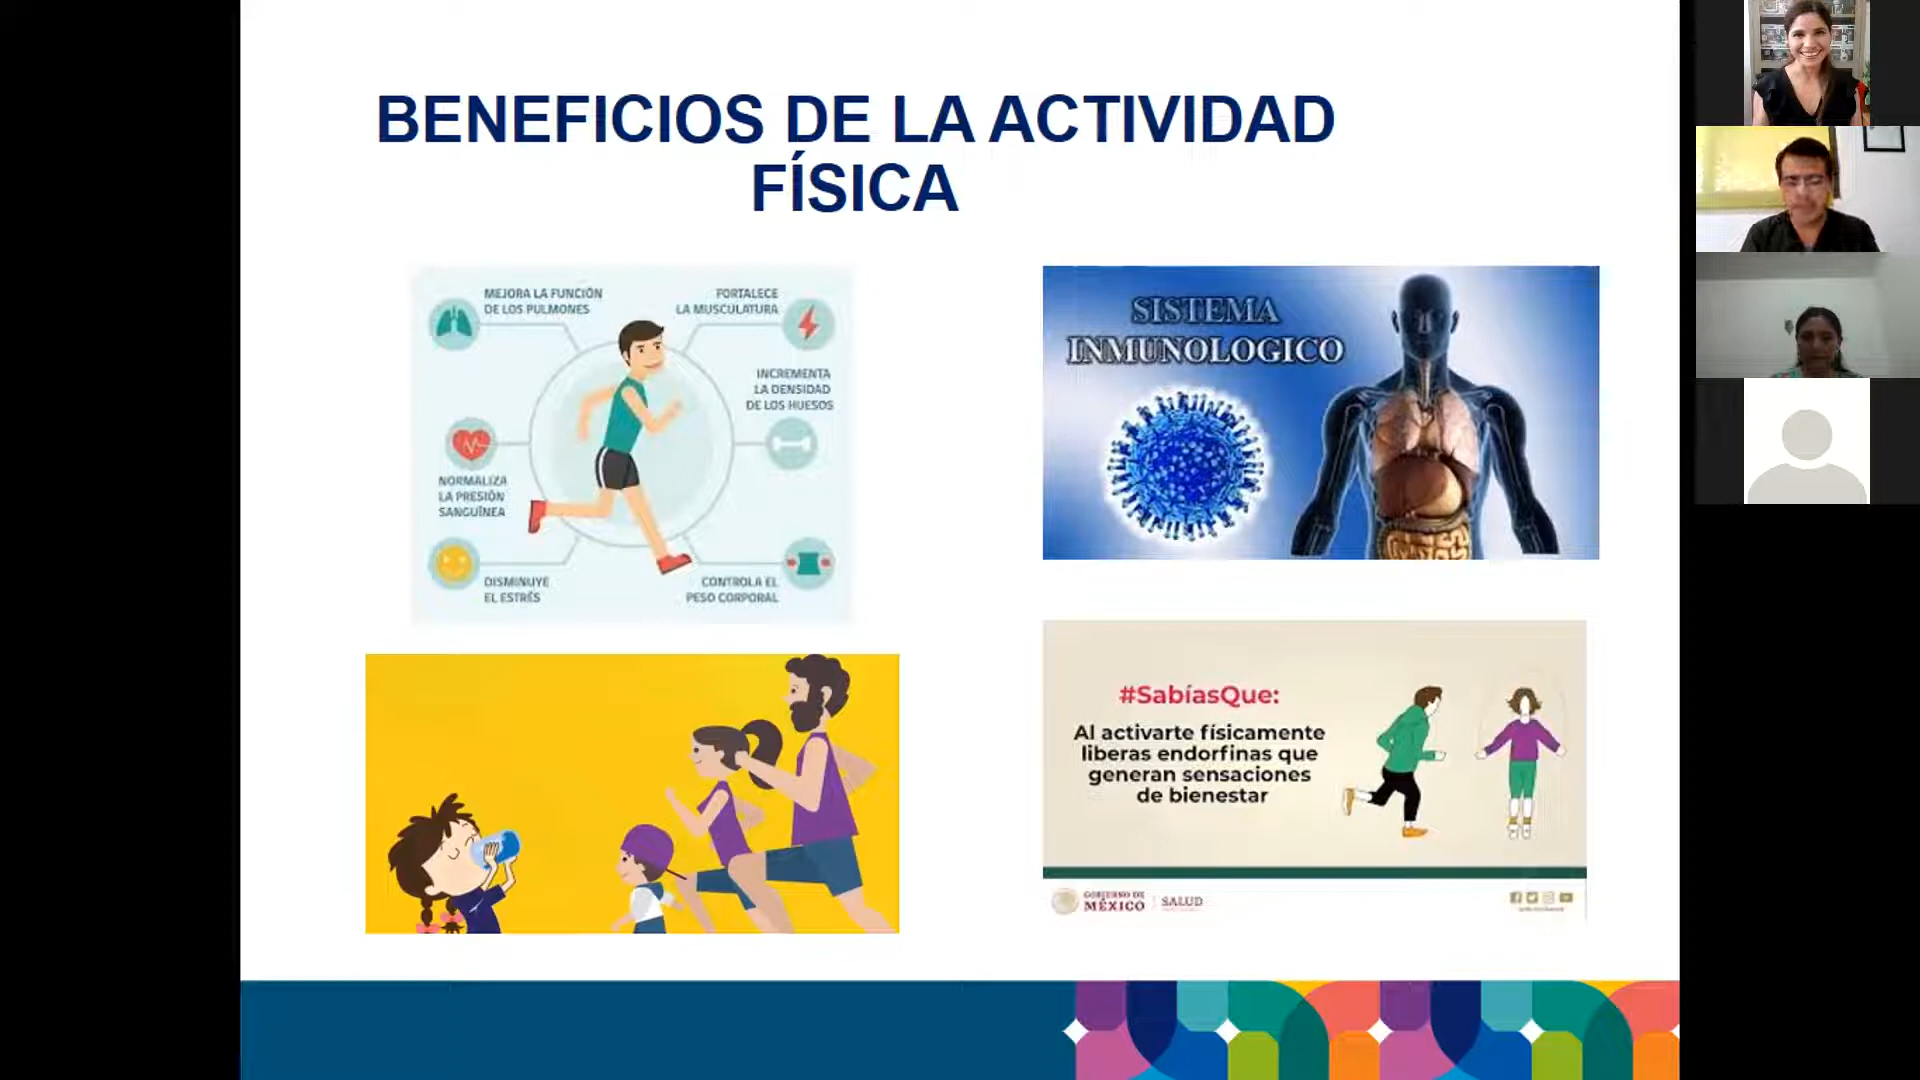 BENEFICIOS DE LA ACTIVIDAD
FÍSICA
MEJORA LA FUNCIÓN
DE LOS PULMONES
FORTALECE
LA MUSCULATURA
INCREMENTA
LA DENSIDAD
DE LOS HUESOS
NORMALIZA
LA PRESIÓN
SANGUÍNEA
DISMINUYE
EL ESTRÉS
CONTROLA EL
PESO CORPORAL
SISTEMA
INMUNOLOGICO
#SabíasQue:
Al activarte físicamente
liberas endorfinas que
generan sensaciones
de bienestar
GOBIERNO DE
MÉXICO
SALUD